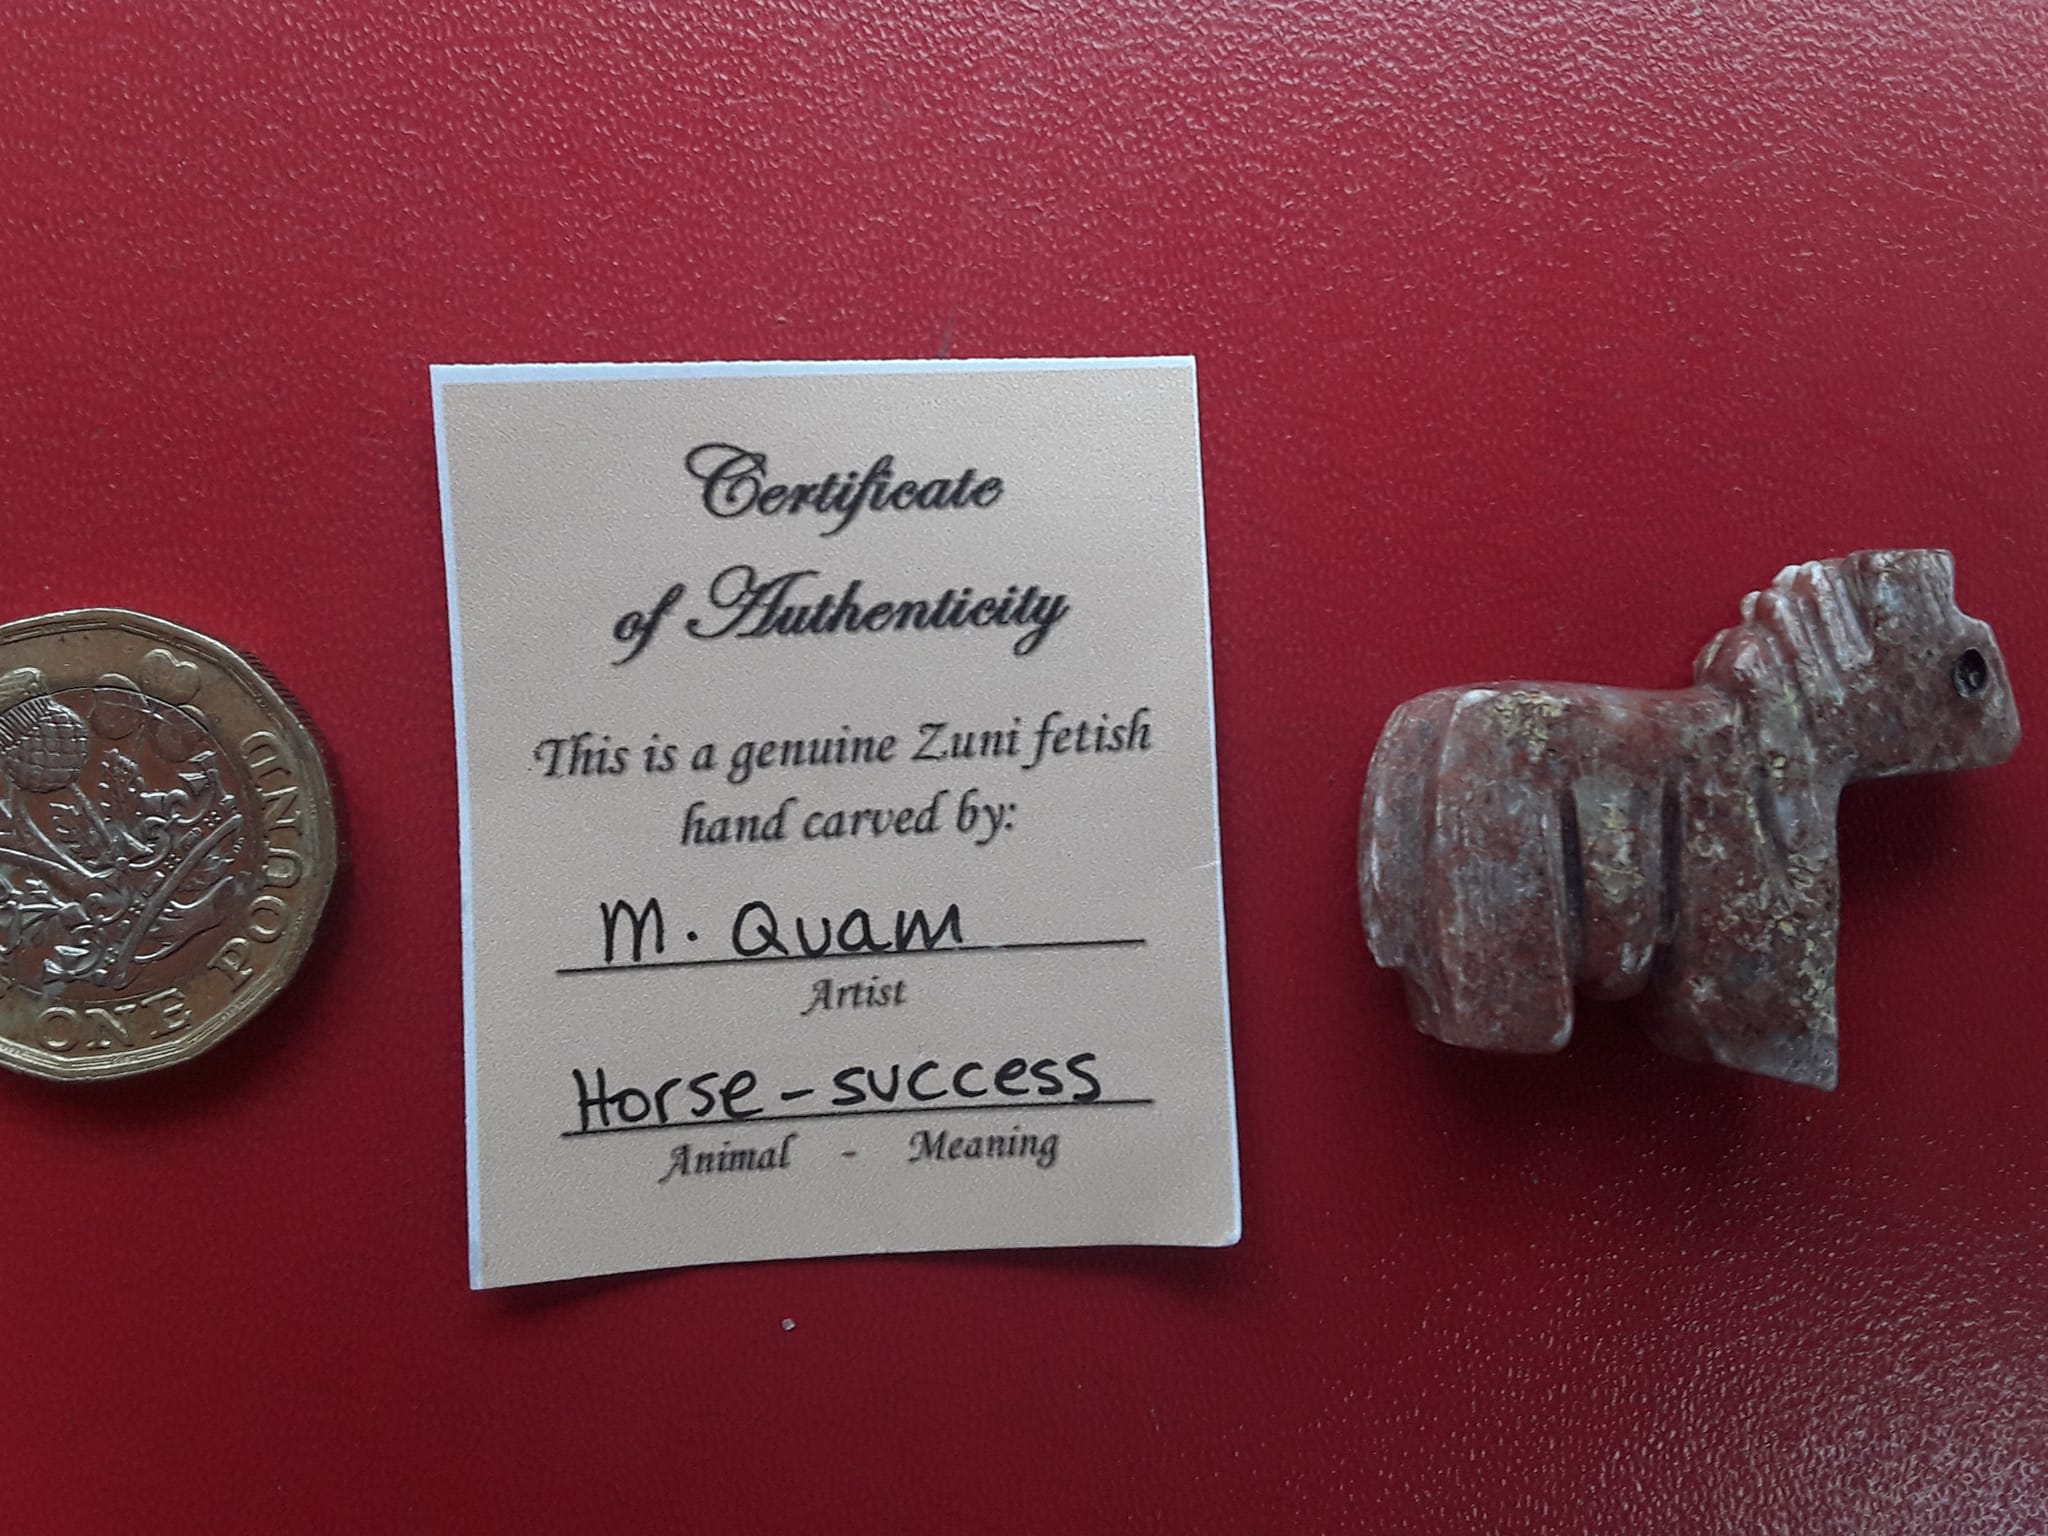 Certificate
of Authenticity
This is a genuine Zuni fetish
hand carved by:
M. Quam
Artist
Horse - success
Animal - Meaning
ONE POUND